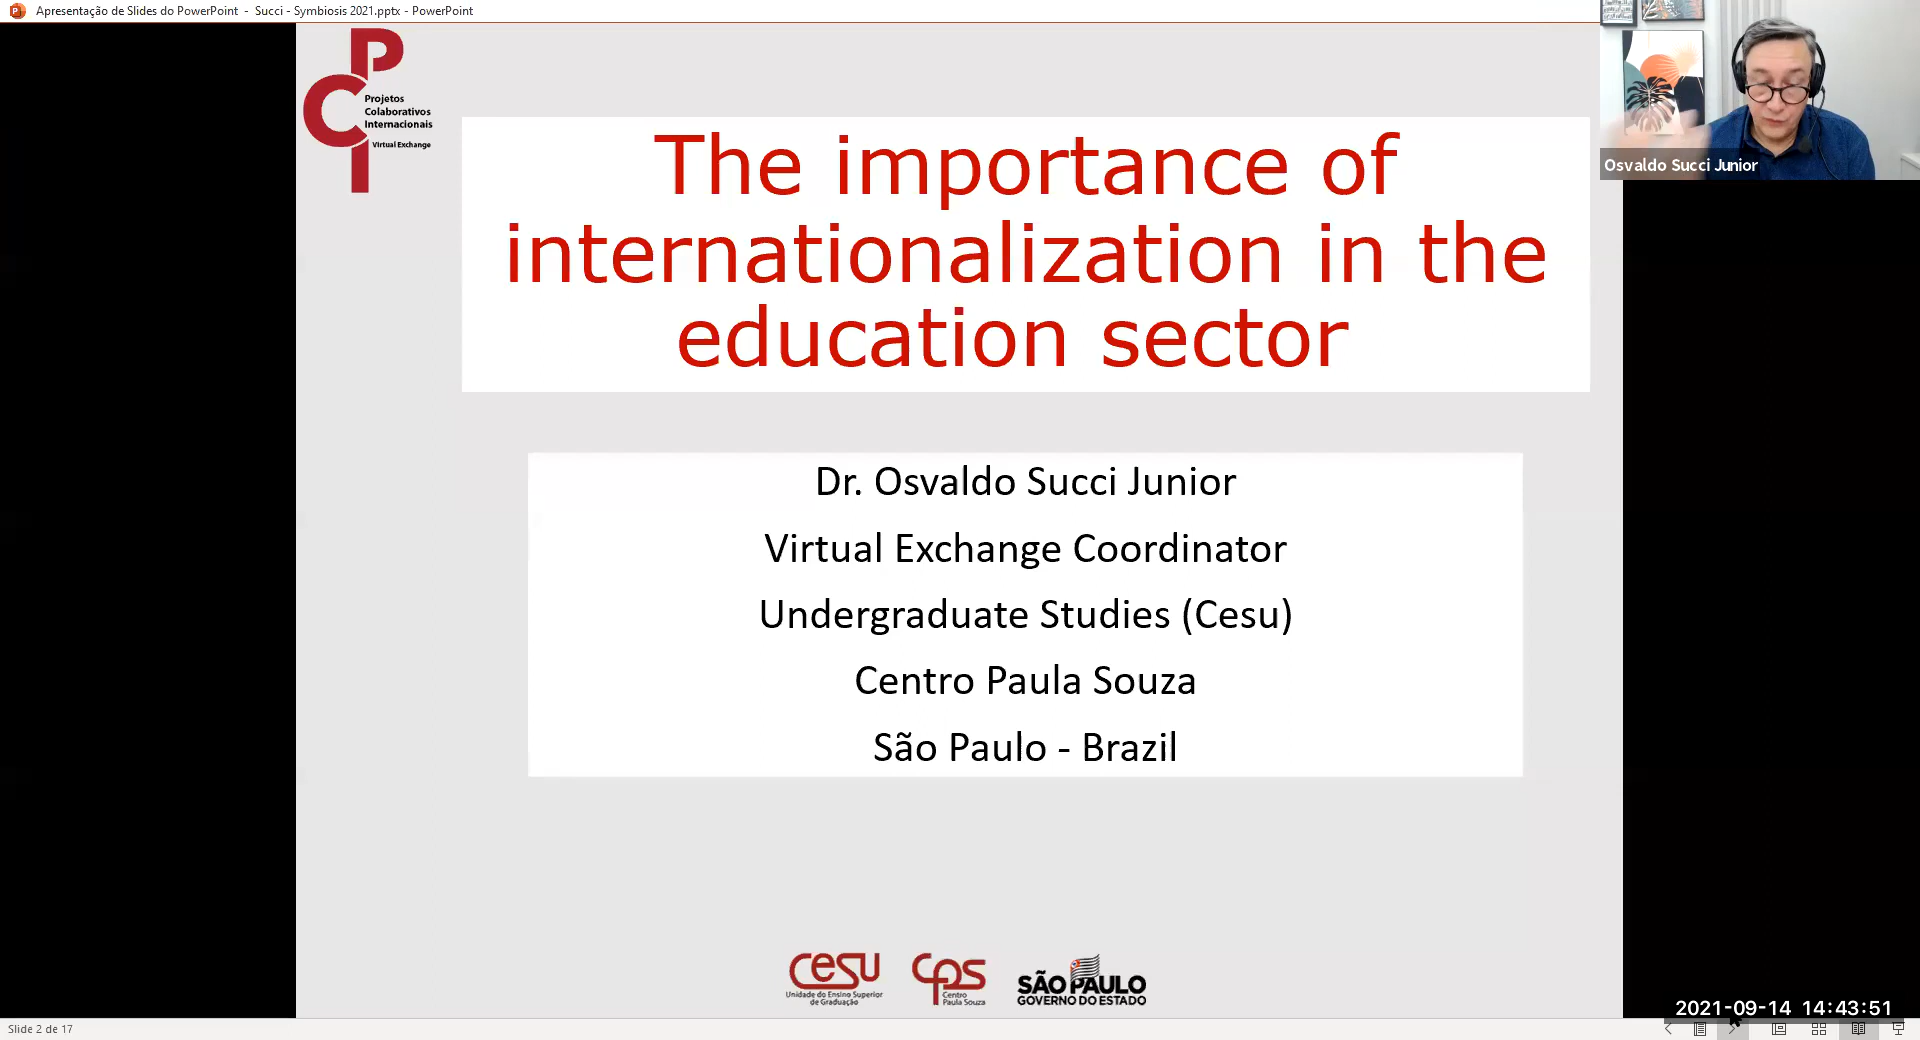 Apresentação de Slides do PowerPoint - Succi - Symbiosis 2021.pptx - PowerPoint
P
C
I
Projetos
Colaborativos
Internacionais
Virtual Exchange
The importance of
internationalization in the
education sector
Osvaldo Succi Junior
Dr. Osvaldo Succi Junior
Virtual Exchange Coordinator
Undergraduate Studies (Cesu)
Centro Paula Souza
São Paulo - Brazil
cesu
Unidade do Ensino Superior
de Graduação
cps
Centro
Paula Souza
SÃO PAULO
GOVERNO DO ESTADO
2021-09-14 14:43:51
Slide 2 de 17